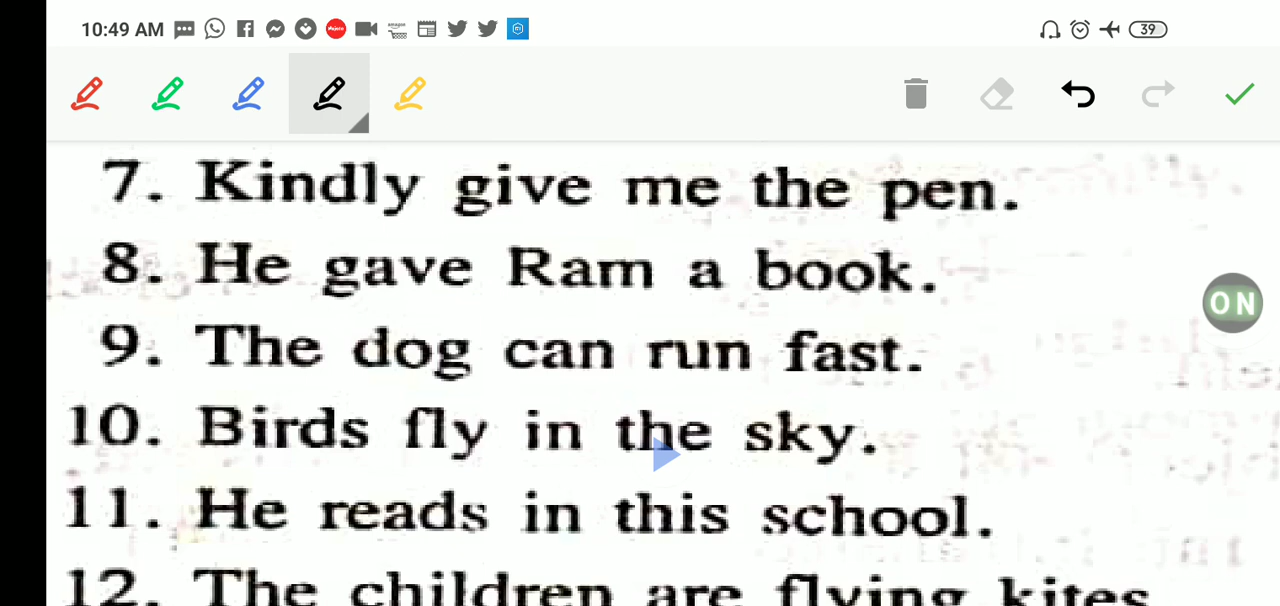 10:49 AM 39
7. Kindly give me the pen.
8. He gave Ram a book.
ON
9. The dog can run fast.
10. Birds fly in the sky.
11. He reads in this school.
12. The children are flying kites